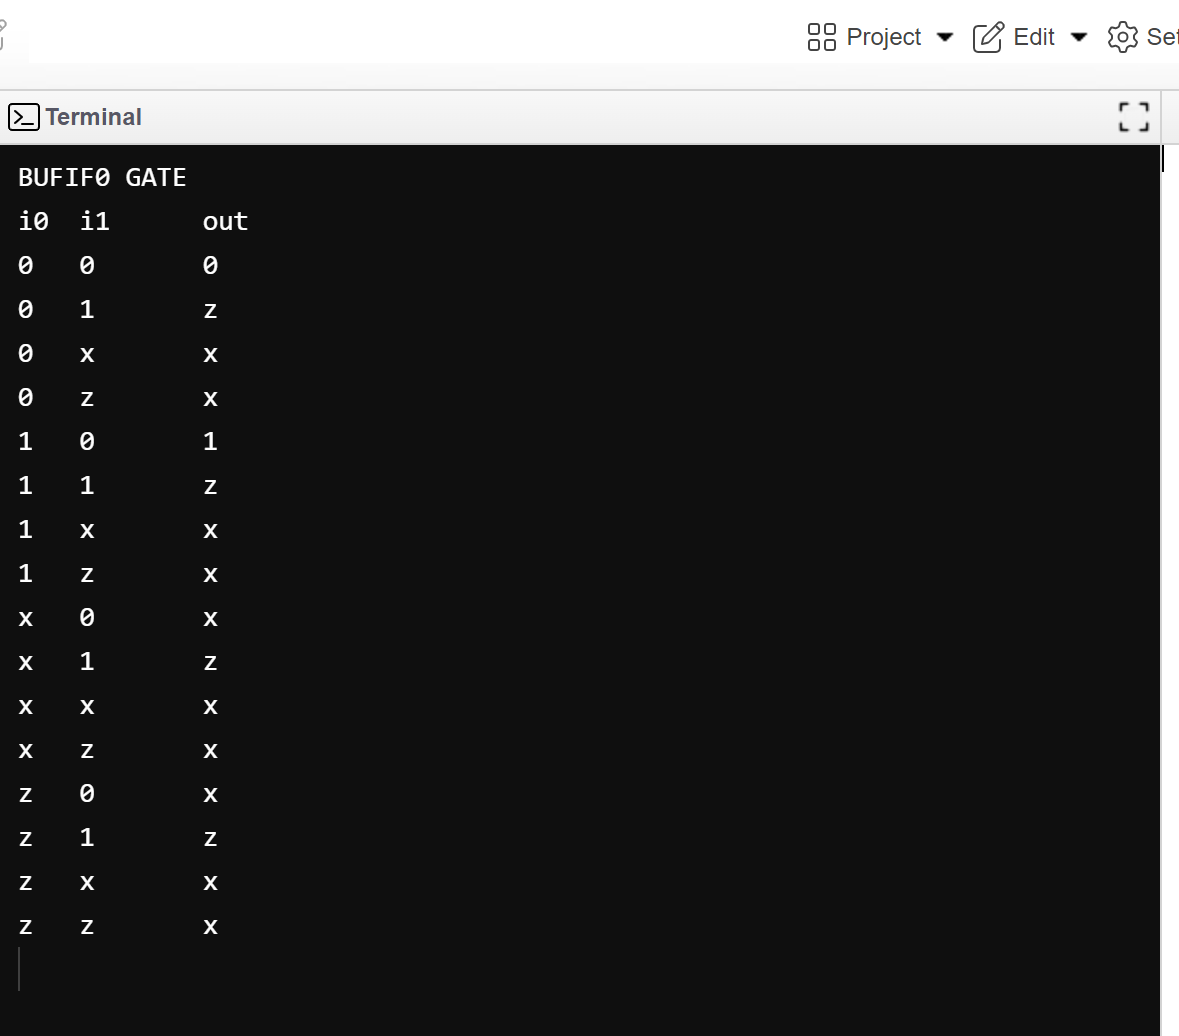 Project Edit Set
Terminal
BUFIF0 GATE
i0 i1 out
0 0 0
0 1 z
0 x x
0 z x
1 0 1
1 1 z
1 x x
1 z x
x 0 x
x 1 z
x x x
x z x
z 0 x
z 1 z
z x x
z z x